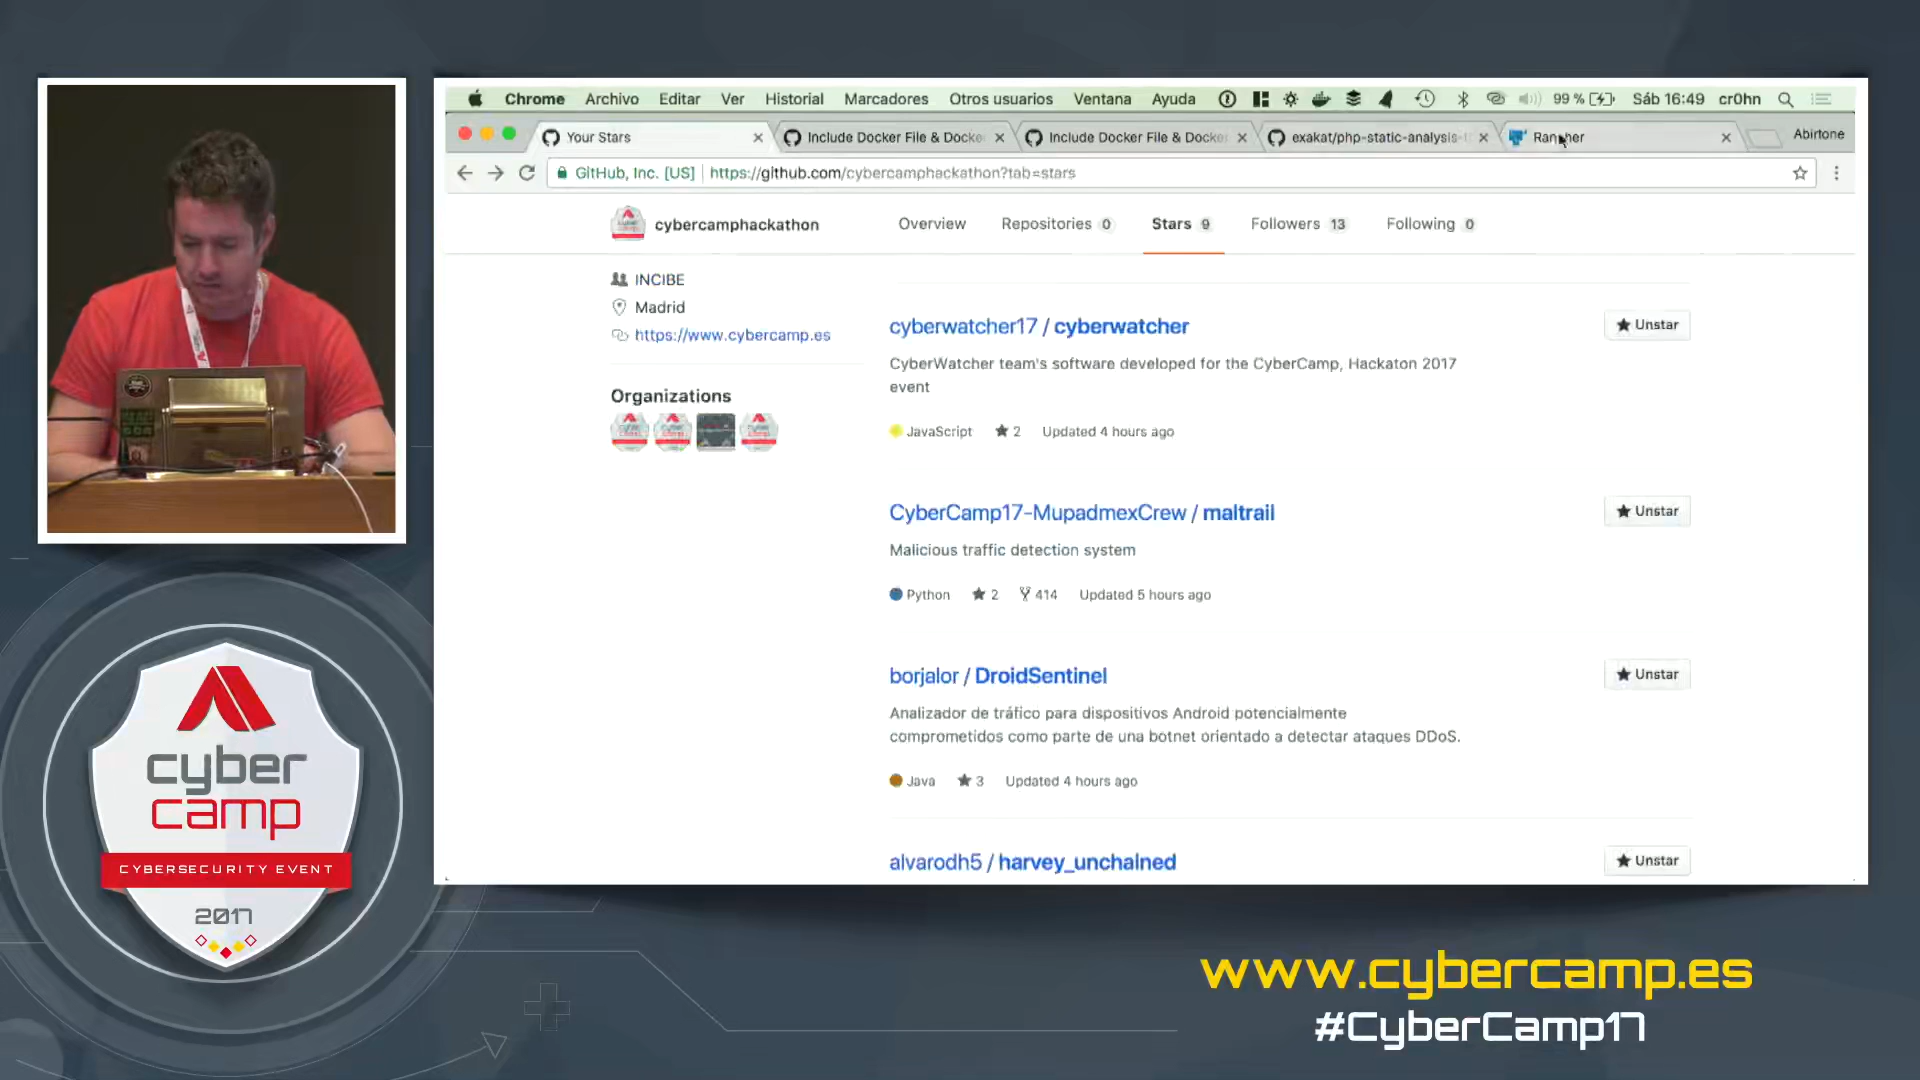 Chrome Archivo Editar Ver Historial Marcadores Otros usuarios Ventana Ayuda 99 % Sáb 16:49 cr0hn
Your Stars
Include Docker File & Docke
Include Docker File & Docke
exakat/php-static-analysis-t
Rancher
Abirtone
GitHub, Inc. [US] https://github.com/cybercamphackathon?tab=stars
cybercamphackathon
Overview Repositories 0 Stars 9 Followers 13 Following 0
INCIBE
Madrid
https://www.cybercamp.es
Organizations
cyberwatcher17 / cyberwatcher
Unstar
CyberWatcher team's software developed for the CyberCamp, Hackaton 2017
event
JavaScript 2 Updated 4 hours ago
CyberCamp17-MupadmexCrew / maltrail
Unstar
Malicious traffic detection system
Python 2 414 Updated 5 hours ago
borjalor / DroidSentinel
Unstar
Analizador de tráfico para dispositivos Android potencialmente
comprometidos como parte de una botnet orientado a detectar ataques DDoS.
Java 3 Updated 4 hours ago
alvarodh5 / harvey_unchained
Unstar
cyber
camp
CYBERSECURITY EVENT
2017
www.cybercamp.es
#CyberCamp17